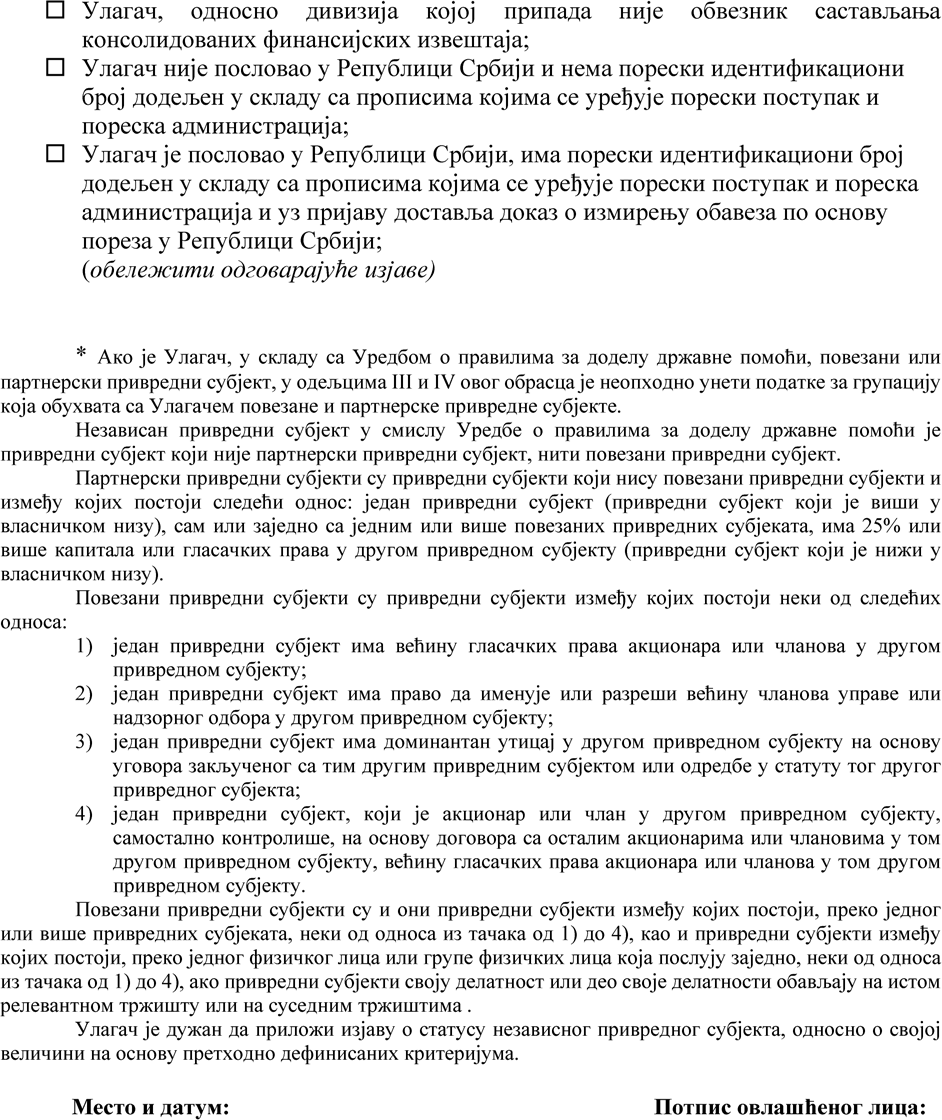 ☐ Улагач, односно дивизија којој припада није обвезник састављања
консолидованих финансијских извештаја;
☐ Улагач није пословао у Републици Србији и нема порески идентификациони
број додељен у складу са прописима којима се уређује порески поступак и
пореска администрација;
☐ Улагач је пословао у Републици Србији, има порески идентификациони број
додељен у складу са прописима којима се уређује порески поступак и пореска
администрација и уз пријаву доставља доказ о измирењу обавеза по основу
пореза у Републици Србији;
(обележити одговарајуће изјаве)
* Ако је Улагач, у складу са Уредбом о правилима за доделу државне помоћи, повезани или
партнерски привредни субјект, у одељцима III и IV овог обрасца је неопходно унети податке за групацију
која обухвата са Улагачем повезане и партнерске привредне субјекте.
Независан привредни субјект у смислу Уредбе о правилима за доделу државне помоћи је
привредни субјект који није партнерски привредни субјект, нити повезани привредни субјект.
Партнерски привредни субјекти су привредни субјекти који нису повезани привредни субјекти и
између којих постоји следећи однос: један привредни субјект (привредни субјект који је виши у
власничком низу), сам или заједно са једним или више повезаних привредних субјеката, има 25% или
више капитала или гласачких права у другом привредном субјекту (привредни субјект који је нижи у
власничком низу).
Повезани привредни субјекти су привредни субјекти између којих постоји неки од следећих
односа:
1) један привредни субјект има већину гласачких права акционара или чланова у другом
привредном субјекту;
2) један привредни субјект има право да именује или разреши већину чланова управе или
надзорног одбора у другом привредном субјекту;
3) један привредни субјект има доминантан утицај у другом привредном субјекту на основу
уговора закљученог са тим другим привредним субјектом или одредбе у статуту тог другог
привредног субјекта;
4) један привредни субјект, који је акционар или члан у другом привредном субјекту,
самостално контролише, на основу договора са осталим акционарима или члановима у том
другом привредном субјекту, већину гласачких права акционара или чланова у том другом
привредном субјекту.
Повезани привредни субјекти су и они привредни субјекти између којих постоји, преко једног
или више привредних субјеката, неки од односа из тачака од 1) до 4), као и привредни субјекти између
којих постоји, преко једног физичког лица или групе физичких лица која послују заједно, неки од односа
из тачака од 1) до 4), ако привредни субјекти своју делатност или део своје делатности обављају на истом
релевантном тржишту или на суседним тржиштима .
Улагач је дужан да приложи изјаву о статусу независног привредног субјекта, односно о својој
величини на основу претходно дефинисаних критеријума.
Место и датум: Потпис овлашћеног лица: